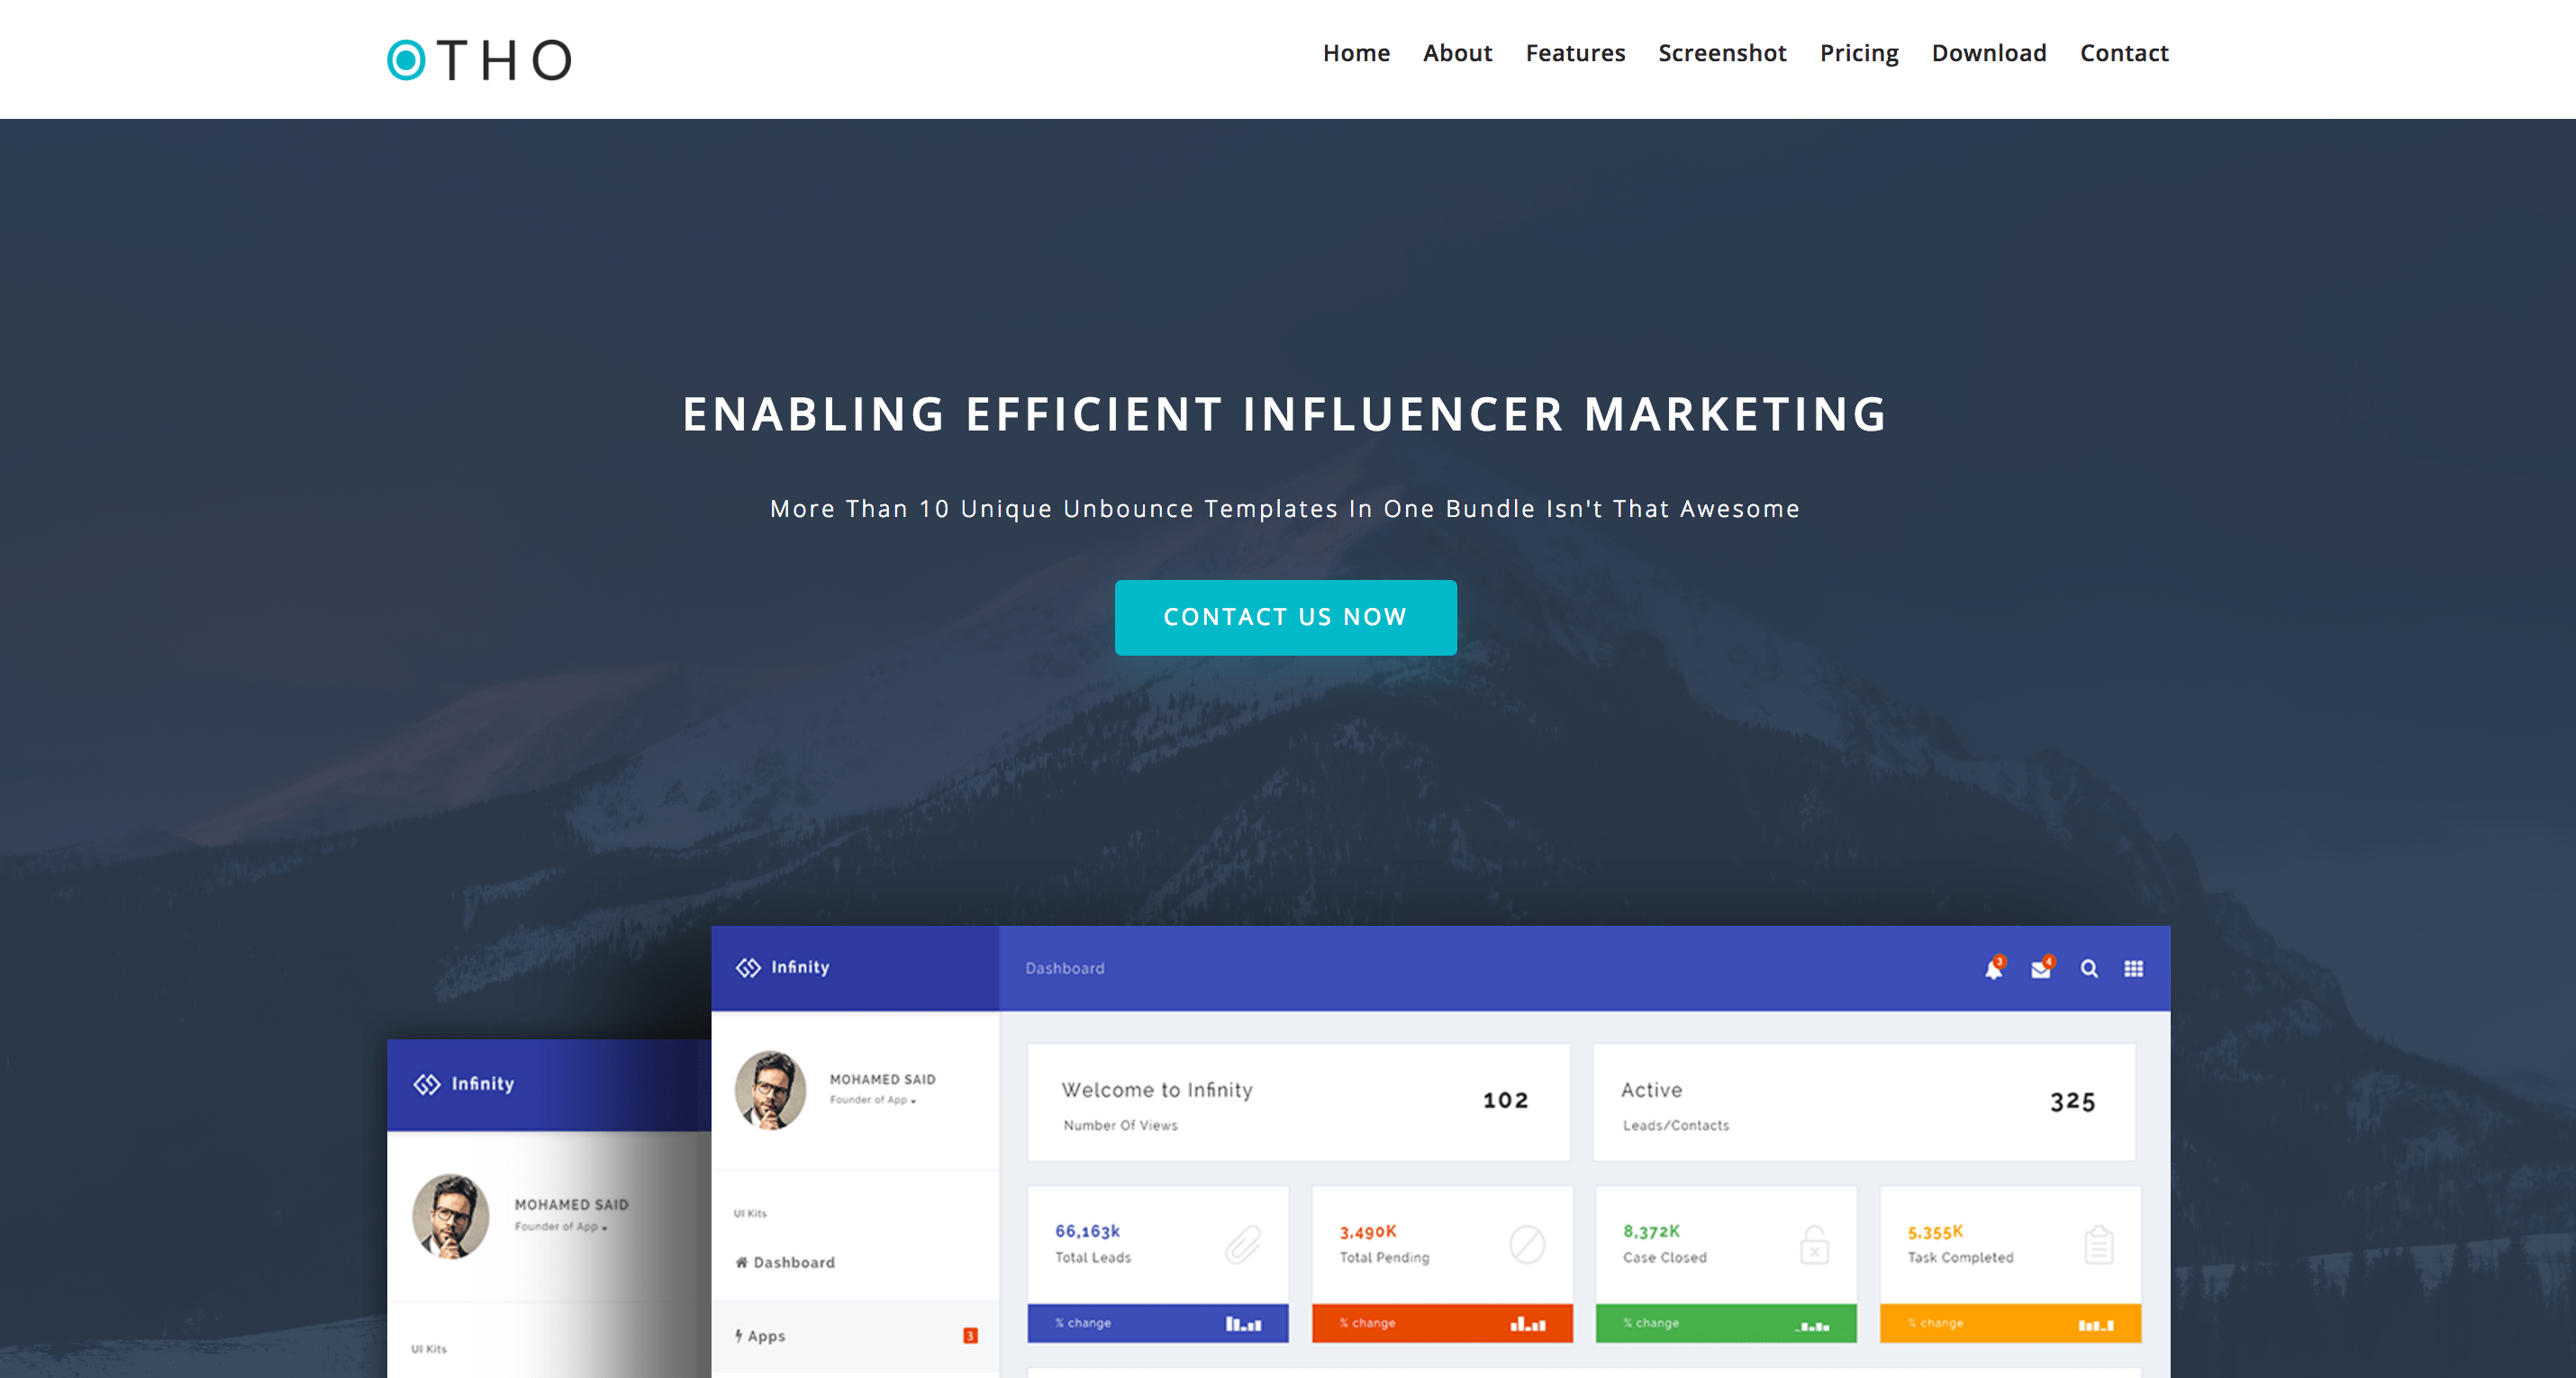 OTHO
Home About Features Screenshot Pricing Download Contact
ENABLING EFFICIENT INFLUENCER MARKETING
More Than 10 Unique Unbounce Templates In One Bundle Isn't That Awesome
CONTACT US NOW
Infinity
Dashboard
3
4
MOHAMED SAID
Founder of App
UI Kits
Dashboard
Apps
3
Welcome to Infinity
Number Of Views
102
Active
Leads/Contacts
325
66,163k
Total Leads
% change
3,490K
Total Pending
% change
8,372K
Case Closed
% change
5,355K
Task Completed
% change
Infinity
MOHAMED SAID
Founder of App
UI Kits